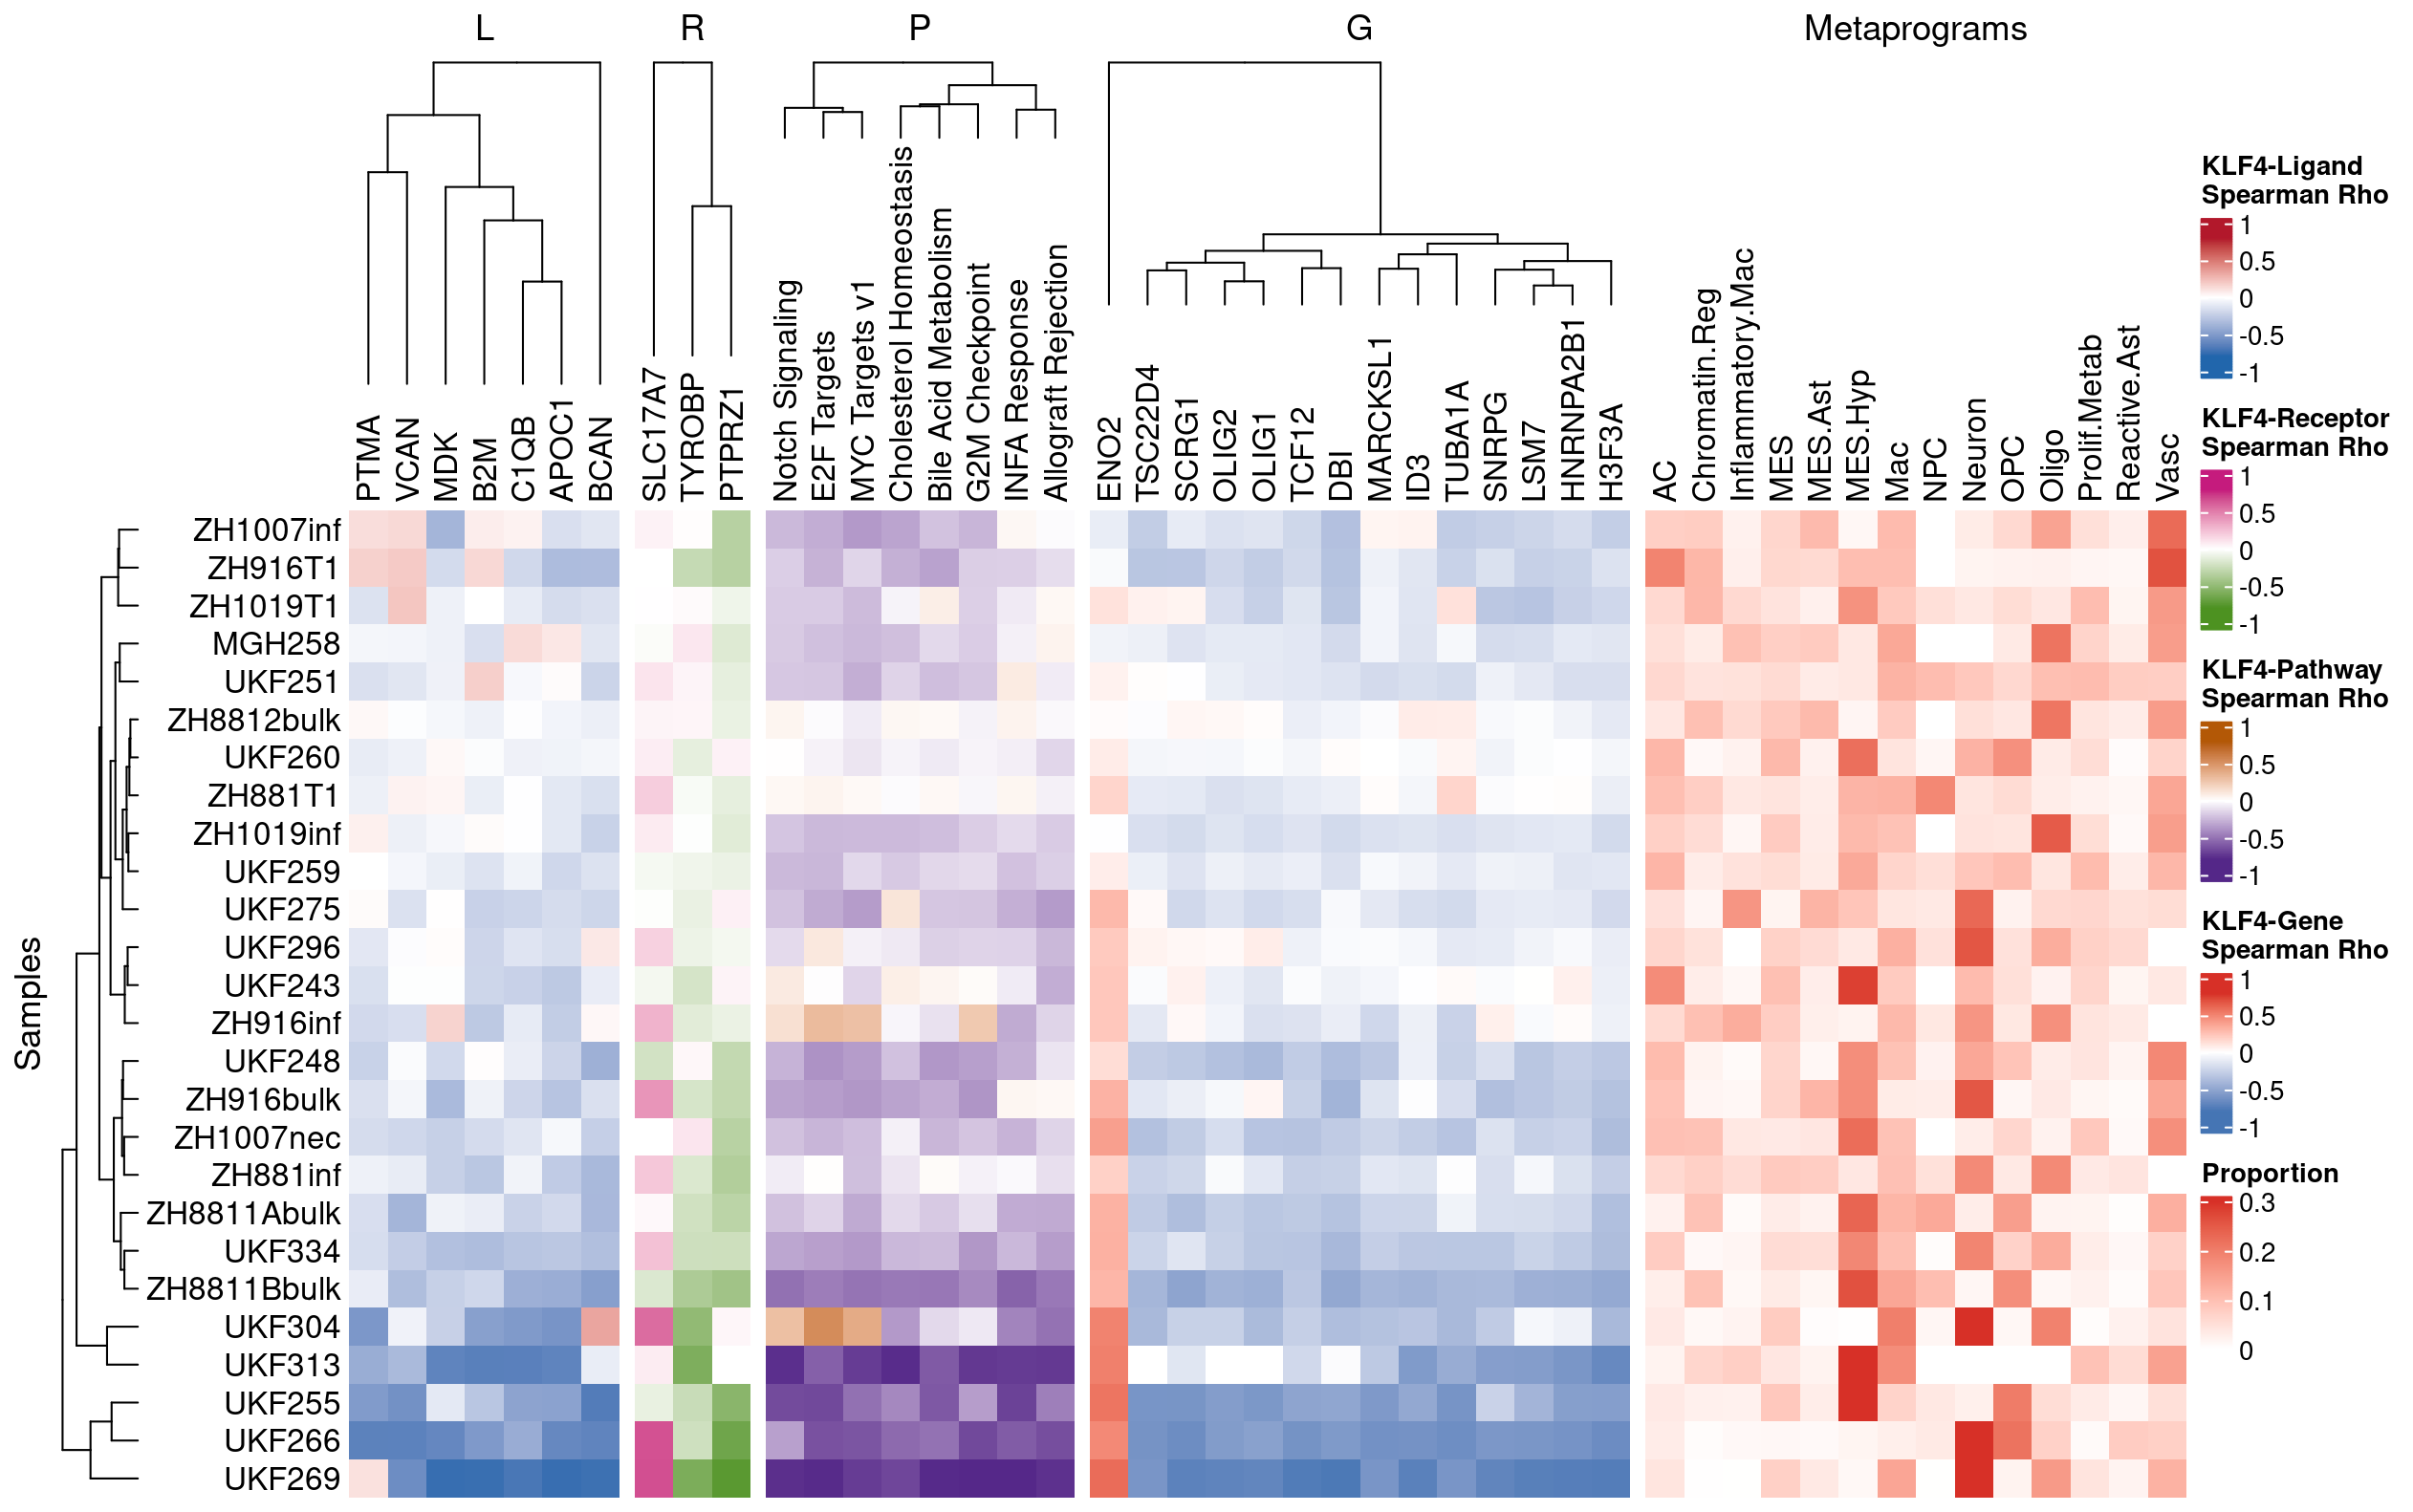 L
R
P
G
Metaprograms
PTMA
VCAN
MDK
B2M
C1QB
APOC1
BCAN
SLC17A7
TYROBP
PTPRZ1
Notch Signaling
E2F Targets
MYC Targets v1
Cholesterol Homeostasis
Bile Acid Metabolism
G2M Checkpoint
INFA Response
Allograft Rejection
ENO2
TSC22D4
SCRG1
OLIG2
OLIG1
TCF12
DBI
MARCKSL1
ID3
TUBA1A
SNRPG
LSM7
HNRNPA2B1
H3F3A
AC
Chromatin.Reg
Inflammatory.Mac
MES
MES.Ast
MES.Hyp
Mac
NPC
Neuron
OPC
Oligo
Prolif.Metab
Reactive.Ast
Vasc
Samples
ZH1007inf
ZH916T1
ZH1019T1
MGH258
UKF251
ZH8812bulk
UKF260
ZH881T1
ZH1019inf
UKF259
UKF275
UKF296
UKF243
ZH916inf
UKF248
ZH916bulk
ZH1007nec
ZH881inf
ZH8811Abulk
UKF334
ZH8811Bbulk
UKF304
UKF313
UKF255
UKF266
UKF269
KLF4-Ligand
Spearman Rho
1
0.5
0
-0.5
-1
KLF4-Receptor
Spearman Rho
1
0.5
0
-0.5
-1
KLF4-Pathway
Spearman Rho
1
0.5
0
-0.5
-1
KLF4-Gene
Spearman Rho
1
0.5
0
-0.5
-1
Proportion
0.3
0.2
0.1
0